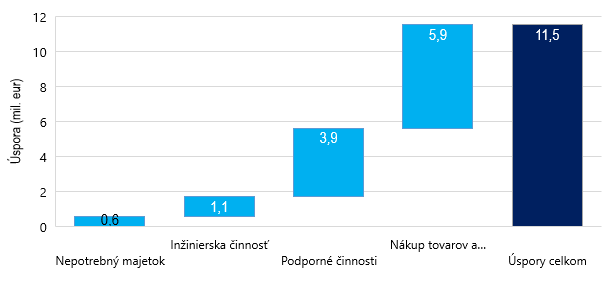 12
10
8
6
4
2
0
Úspora (mil. eur)
0,6
1,1
3,9
5,9
11,5
Nepotrebný majetok
Inžinierska činnosť
Podporné činnosti
Nákup tovarov a...
Úspory celkom